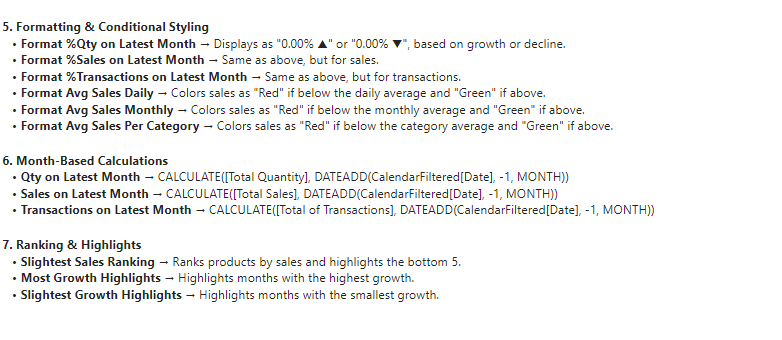 5. Formatting & Conditional Styling
• Format %Qty on Latest Month → Displays as "0.00% ▲" or "0.00% ▼", based on growth or decline.
• Format %Sales on Latest Month → Same as above, but for sales.
• Format %Transactions on Latest Month → Same as above, but for transactions.
• Format Avg Sales Daily → Colors sales as "Red" if below the daily average and "Green" if above.
• Format Avg Sales Monthly → Colors sales as "Red" if below the monthly average and "Green" if above.
• Format Avg Sales Per Category → Colors sales as "Red" if below the category average and "Green" if above.
6. Month-Based Calculations
• Qty on Latest Month → CALCULATE([Total Quantity], DATEADD(CalendarFiltered[Date], -1, MONTH))
• Sales on Latest Month → CALCULATE([Total Sales], DATEADD(CalendarFiltered[Date], -1, MONTH))
• Transactions on Latest Month → CALCULATE([Total of Transactions], DATEADD(CalendarFiltered[Date], -1, MONTH))
7. Ranking & Highlights
• Slightest Sales Ranking → Ranks products by sales and highlights the bottom 5.
• Most Growth Highlights → Highlights months with the highest growth.
• Slightest Growth Highlights → Highlights months with the smallest growth.